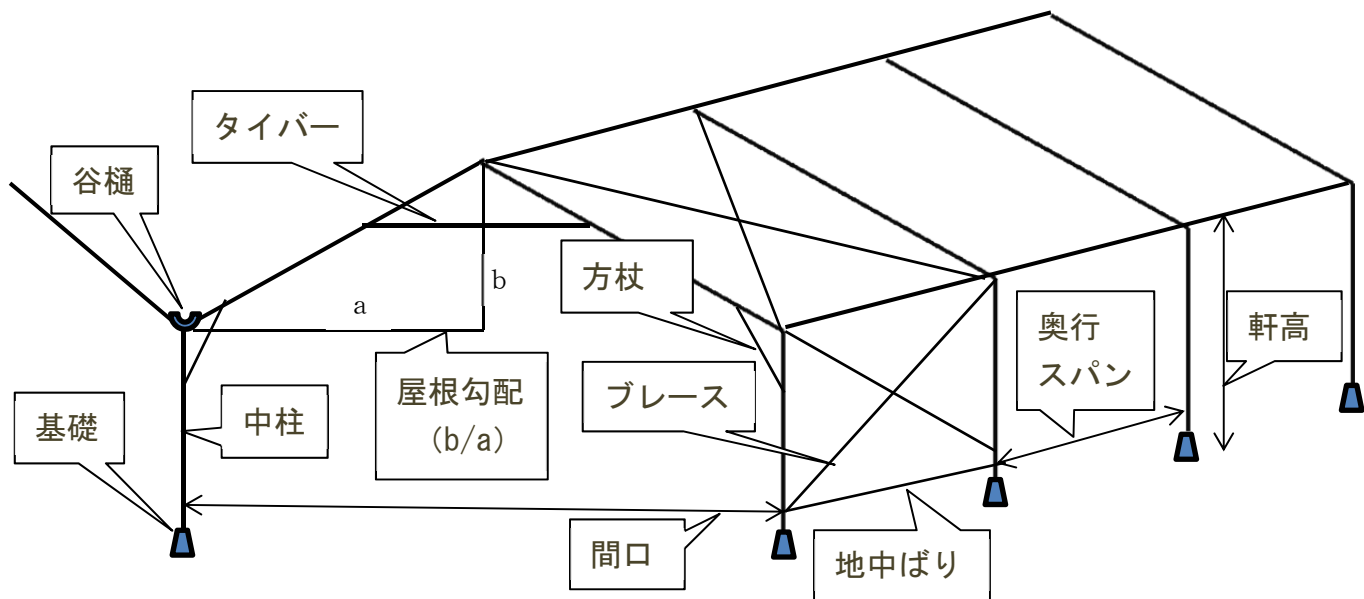 タイバー
谷樋
方杖
b
a
奥行
スパン
軒高
屋根勾配
(b/a)
ブレース
中柱
基礎
間口
地中ばり